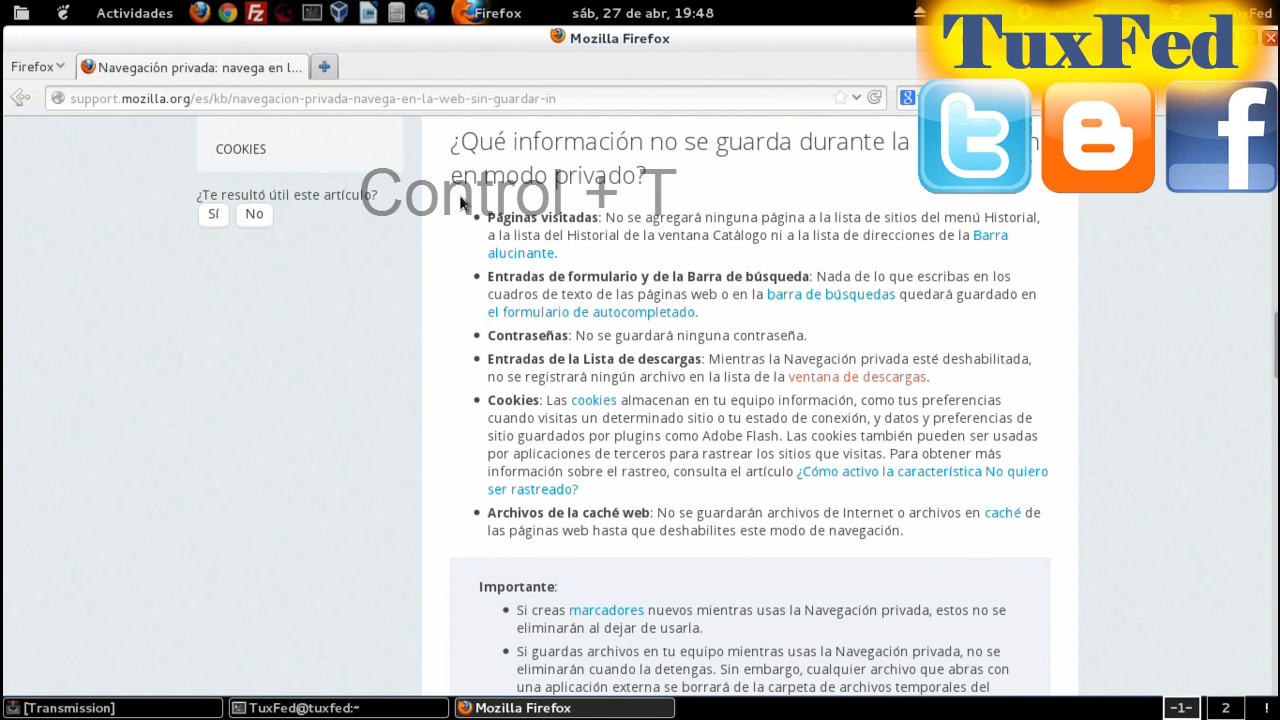 Actividades
Firefox
sáb, 27 de abr, 19:48
TuxFed
Mozilla Firefox
TuxFed
Firefox
Navegación privada: navega en l...
support.mozilla.org/es/kb/navegacion-privada-navega-en-la-web-sin-guardar-in
COOKIES
¿Te resultó útil este artículo?
Sí
No
Control + T
¿Qué información no se guarda durante la
en modo privado?
Páginas visitadas: No se agregará ninguna página a la lista de sitios del menú Historial,
a la lista del Historial de la ventana Catálogo ni a la lista de direcciones de la Barra
alucinante.
Entradas de formulario y de la Barra de búsqueda: Nada de lo que escribas en los
cuadros de texto de las páginas web o en la barra de búsquedas quedará guardado en
el formulario de autocompletado.
Contraseñas: No se guardará ninguna contraseña.
Entradas de la Lista de descargas: Mientras la Navegación privada esté deshabilitada,
no se registrará ningún archivo en la lista de la ventana de descargas.
Cookies: Las cookies almacenan en tu equipo información, como tus preferencias
cuando visitas un determinado sitio o tu estado de conexión, y datos y preferencias de
sitio guardados por plugins como Adobe Flash. Las cookies también pueden ser usadas
por aplicaciones de terceros para rastrear los sitios que visitas. Para obtener más
información sobre el rastreo, consulta el artículo ¿Cómo activo la característica No quiero
ser rastreado?
Archivos de la caché web: No se guardarán archivos de Internet o archivos en caché de
las páginas web hasta que deshabilites este modo de navegación.
Importante:
Si creas marcadores nuevos mientras usas la Navegación privada, estos no se
eliminarán al dejar de usarla.
Si guardas archivos en tu equipo mientras usas la Navegación privada, no se
eliminarán cuando la detengas. Sin embargo, cualquier archivo que abras con
una aplicación externa se borrará de la carpeta de archivos temporales del
[Transmission]
TuxFed@tuxfed:~
Mozilla Firefox
-1-
2
!